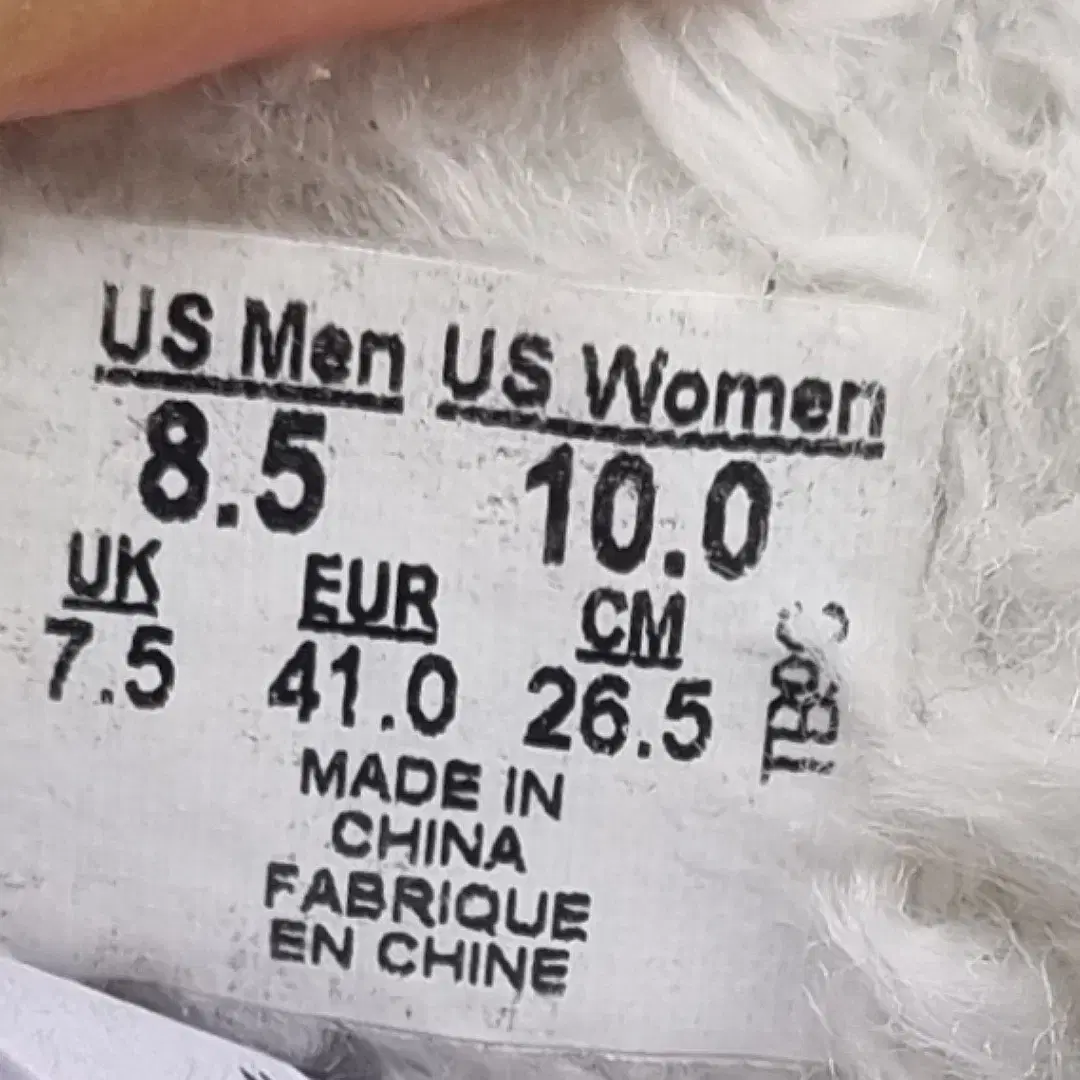 US Men US Women
8.5 10.0
UK EUR CM
7.5 41.0 26.5
MADE IN
CHINA
FABRIQUE
EN CHINE